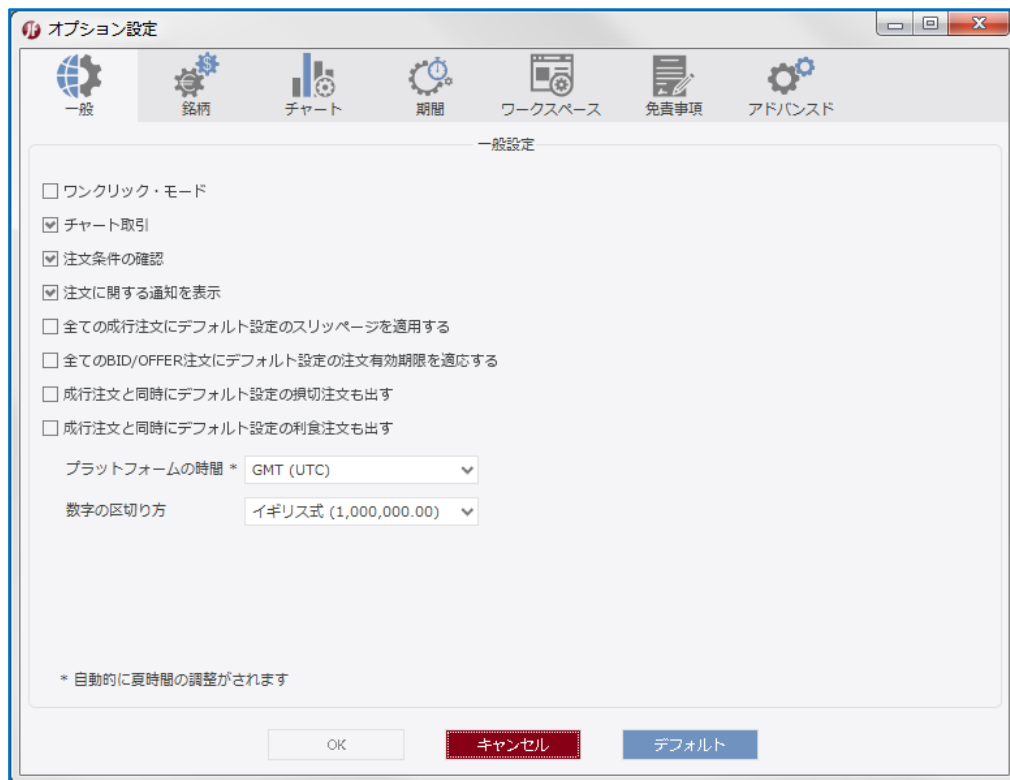 オプション設定
一般 銘柄 チャート 期間 ワークスペース 免責事項 アドバンスド
一般設定
ワンクリック・モード
チャート取引
注文条件の確認
注文に関する通知を表示
全ての成行注文にデフォルト設定のスリッページを適用する
全てのBID/OFFER注文にデフォルト設定の注文有効期限を適応する
成行注文と同時にデフォルト設定の損切注文も出す
成行注文と同時にデフォルト設定の利食注文も出す
プラットフォームの時間 * GMT (UTC)
数字の区切り方 イギリス式 (1,000,000.00)
* 自動的に夏時間の調整がされます
OK キャンセル デフォルト